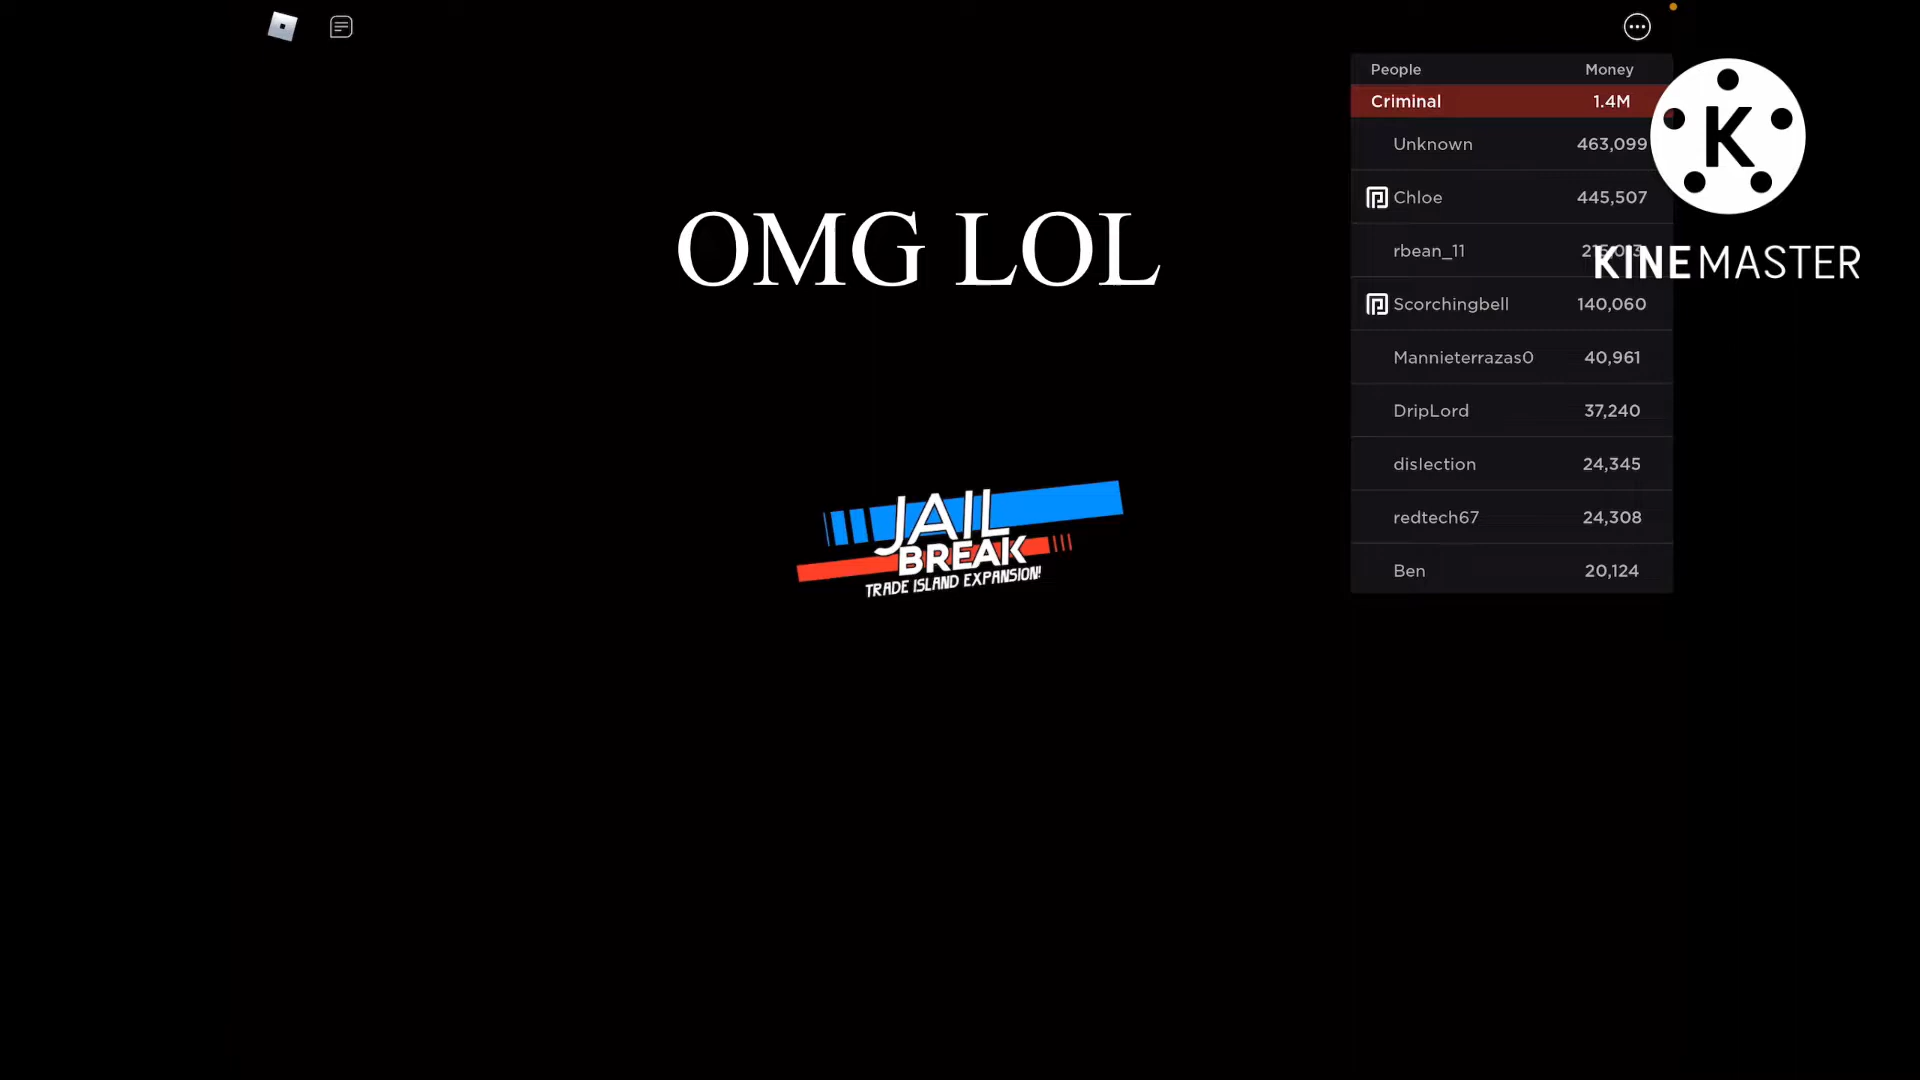 People Money
Criminal 1.4M
Unknown 463,099
Chloe 445,507
rbean_11
Scorchingbell 140,060
Mannieterrazas0 40,961
DripLord 37,240
dislection 24,345
redtech67 24,308
Ben 20,124
K
KINEMASTER
OMG LOL
JAIL
BREAK
TRADE ISLAND EXPANSION!